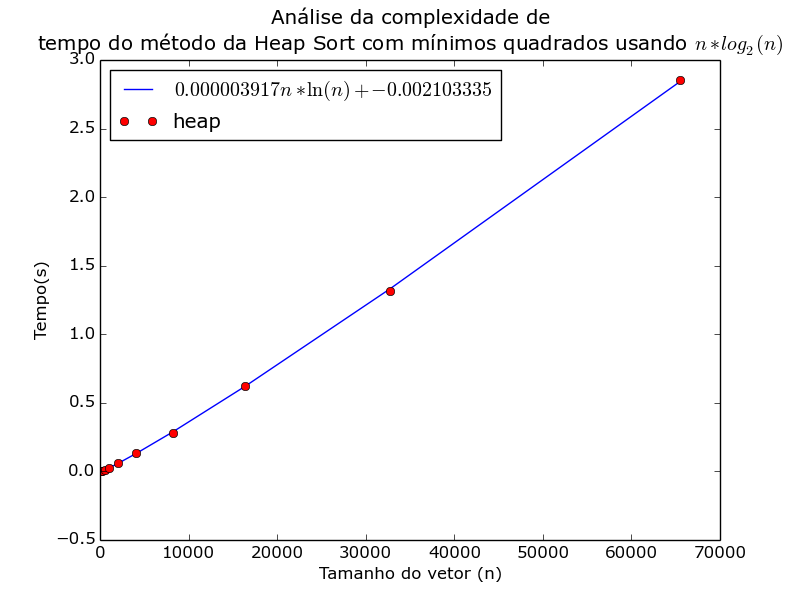 Análise da complexidade de
tempo do método da Heap Sort com mínimos quadrados usando n*log₂(n)
3.0
0.000003917n*ln(n)+−0.002103335
heap
2.5
2.0
1.5
1.0
0.5
0.0
−0.5
Tempo(s)
0 10000 20000 30000 40000 50000 60000 70000
Tamanho do vetor (n)